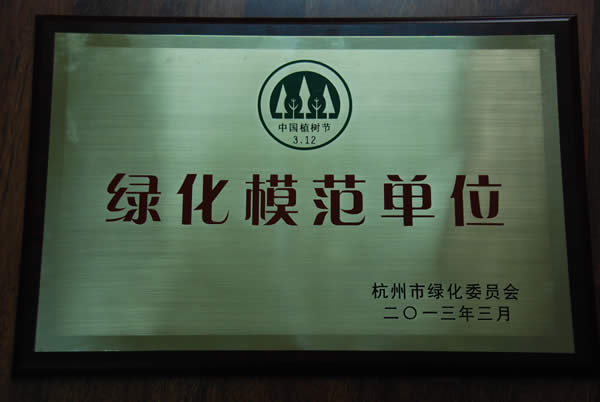 中国植树节
3.12
绿化模范单位
杭州市绿化委员会
二〇一三年三月